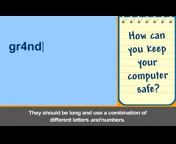 gr4nd
How can
you keep
your
computer
safe?
They should be long and use a combination of
different letters and numbers.